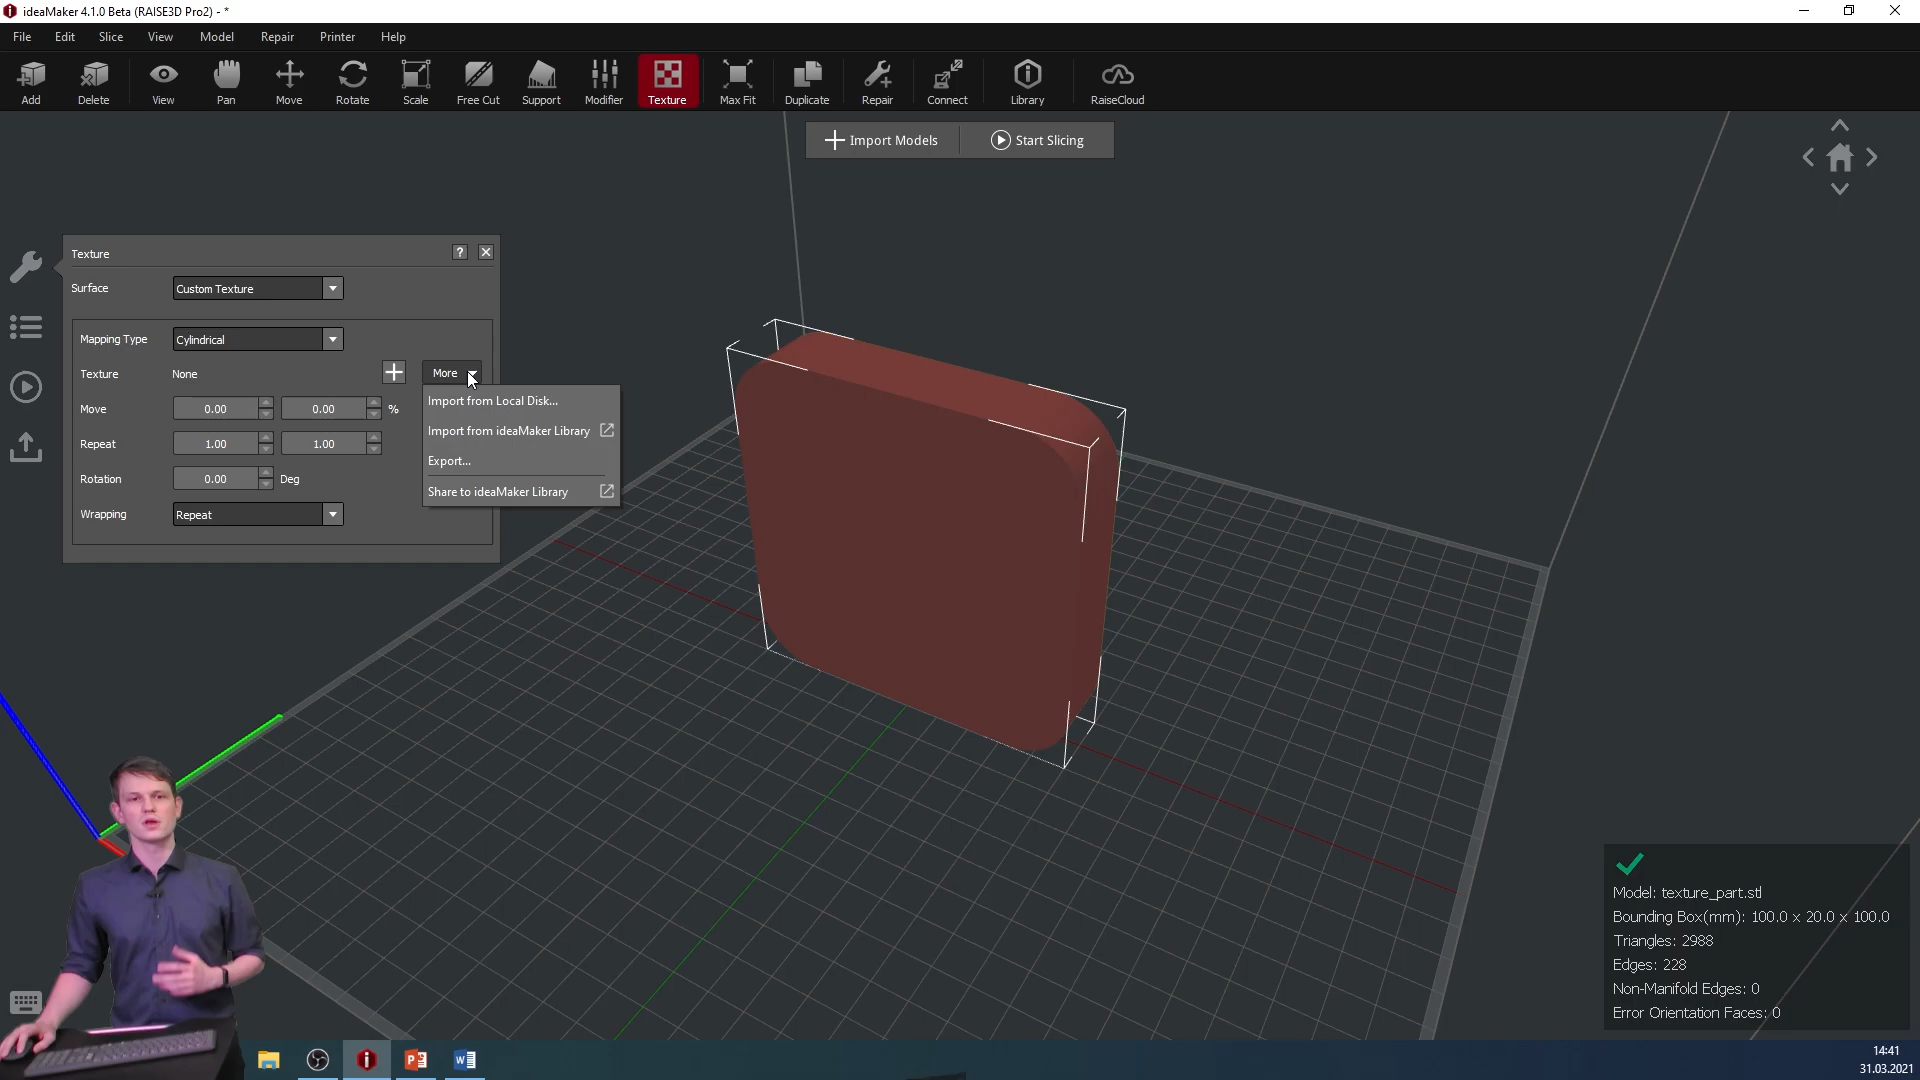 ideaMaker 4.1.0 Beta (RAISE3D Pro2) - *
File Edit Slice View Model Repair Printer Help
Add Delete View Pan Move Rotate Scale Free Cut Support Modifier Texture Max Fit Duplicate Repair Connect Library RaiseCloud
Import Models Start Slicing
Texture ?
Surface Custom Texture
Mapping Type Cylindrical
Texture None More
Move 0.00 0.00 %
Repeat 1.00 1.00
Rotation 0.00 Deg
Wrapping Repeat
Import from Local Disk...
Import from ideaMaker Library
Export...
Share to ideaMaker Library
Model: texture_part.stl
Bounding Box(mm): 100.0 x 20.0 x 100.0
Triangles: 2988
Edges: 228
Non-Manifold Edges: 0
Error Orientation Faces: 0
14:41
31.03.2021